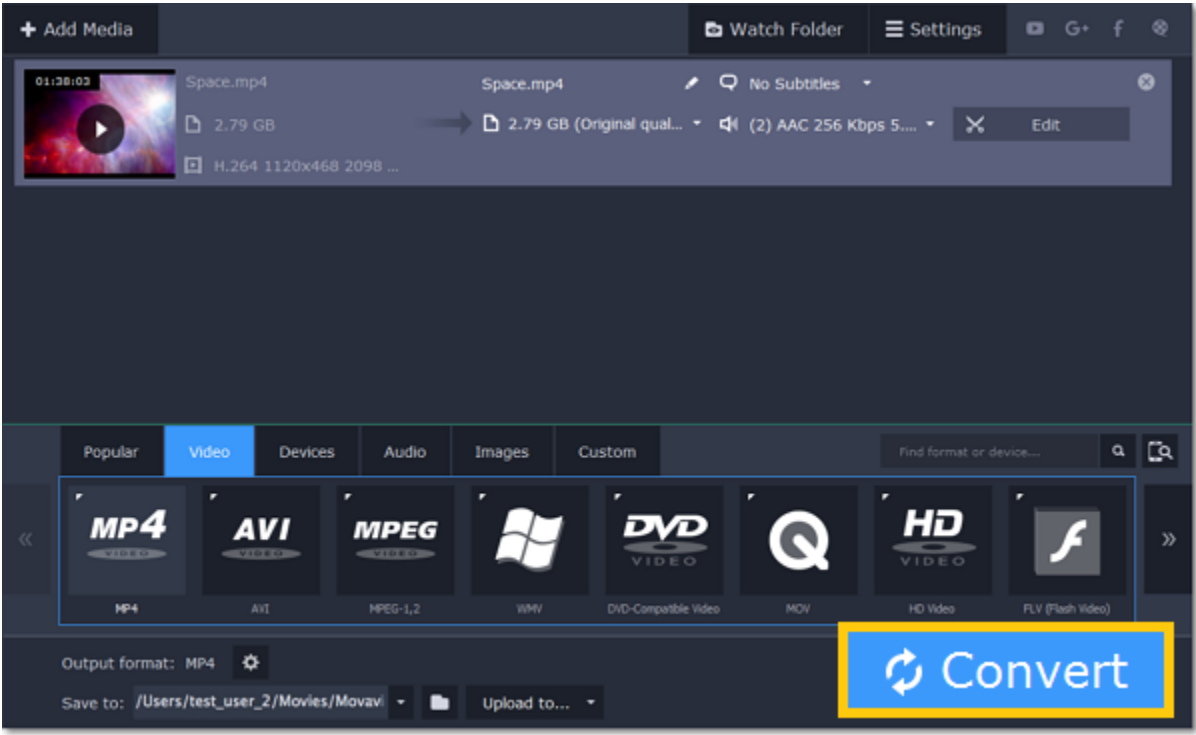 Add Media
Watch Folder
Settings
G+
f
01:38:03
Space.mp4
Space.mp4
No Subtitles
2.79 GB
2.79 GB (Original qual...
(2) AAC 256 Kbps 5....
Edit
H.264 1120x468 2098 ...
Popular
Video
Devices
Audio
Images
Custom
Find format or device....
MP4
VIDEO
AVI
VIDEO
MPEG
VIDEO
DVD
VIDEO
HD
VIDEO
f
MP4
AVI
MPEG-1,2
WMV
DVD-Compatible Video
MOV
HD Video
FLV (Flash Video)
Output format: MP4
Convert
Save to: /Users/test_user_2/Movies/Movavi
Upload to...